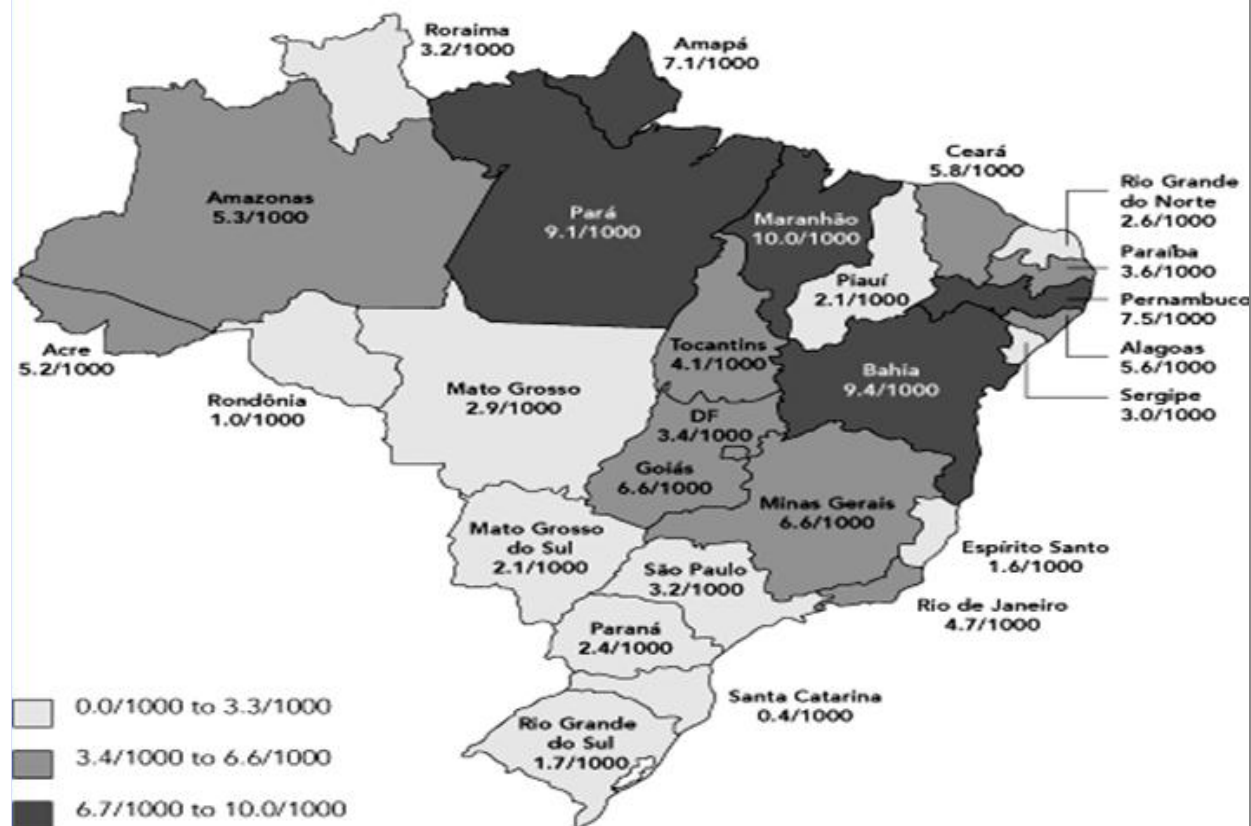 Roraima
3.2/1000
Amapá
7.1/1000
Ceará
5.8/1000
Rio Grande
do Norte
2.6/1000
Amazonas
5.3/1000
Pará
9.1/1000
Maranhão
10.0/1000
Paraíba
3.6/1000
Piauí
2.1/1000
Pernambuco
7.5/1000
Acre
5.2/1000
Tocantins
4.1/1000
Alagoas
5.6/1000
Bahia
9.4/1000
Rondônia
1.0/1000
Mato Grosso
2.9/1000
Sergipe
3.0/1000
DF
3.4/1000
Goiás
6.6/1000
Minas Gerais
6.6/1000
Mato Grosso
do Sul
2.1/1000
Espírito Santo
1.6/1000
São Paulo
3.2/1000
Rio de Janeiro
4.7/1000
Paraná
2.4/1000
Santa Catarina
0.4/1000
Rio Grande
do Sul
1.7/1000
0.0/1000 to 3.3/1000
3.4/1000 to 6.6/1000
6.7/1000 to 10.0/1000